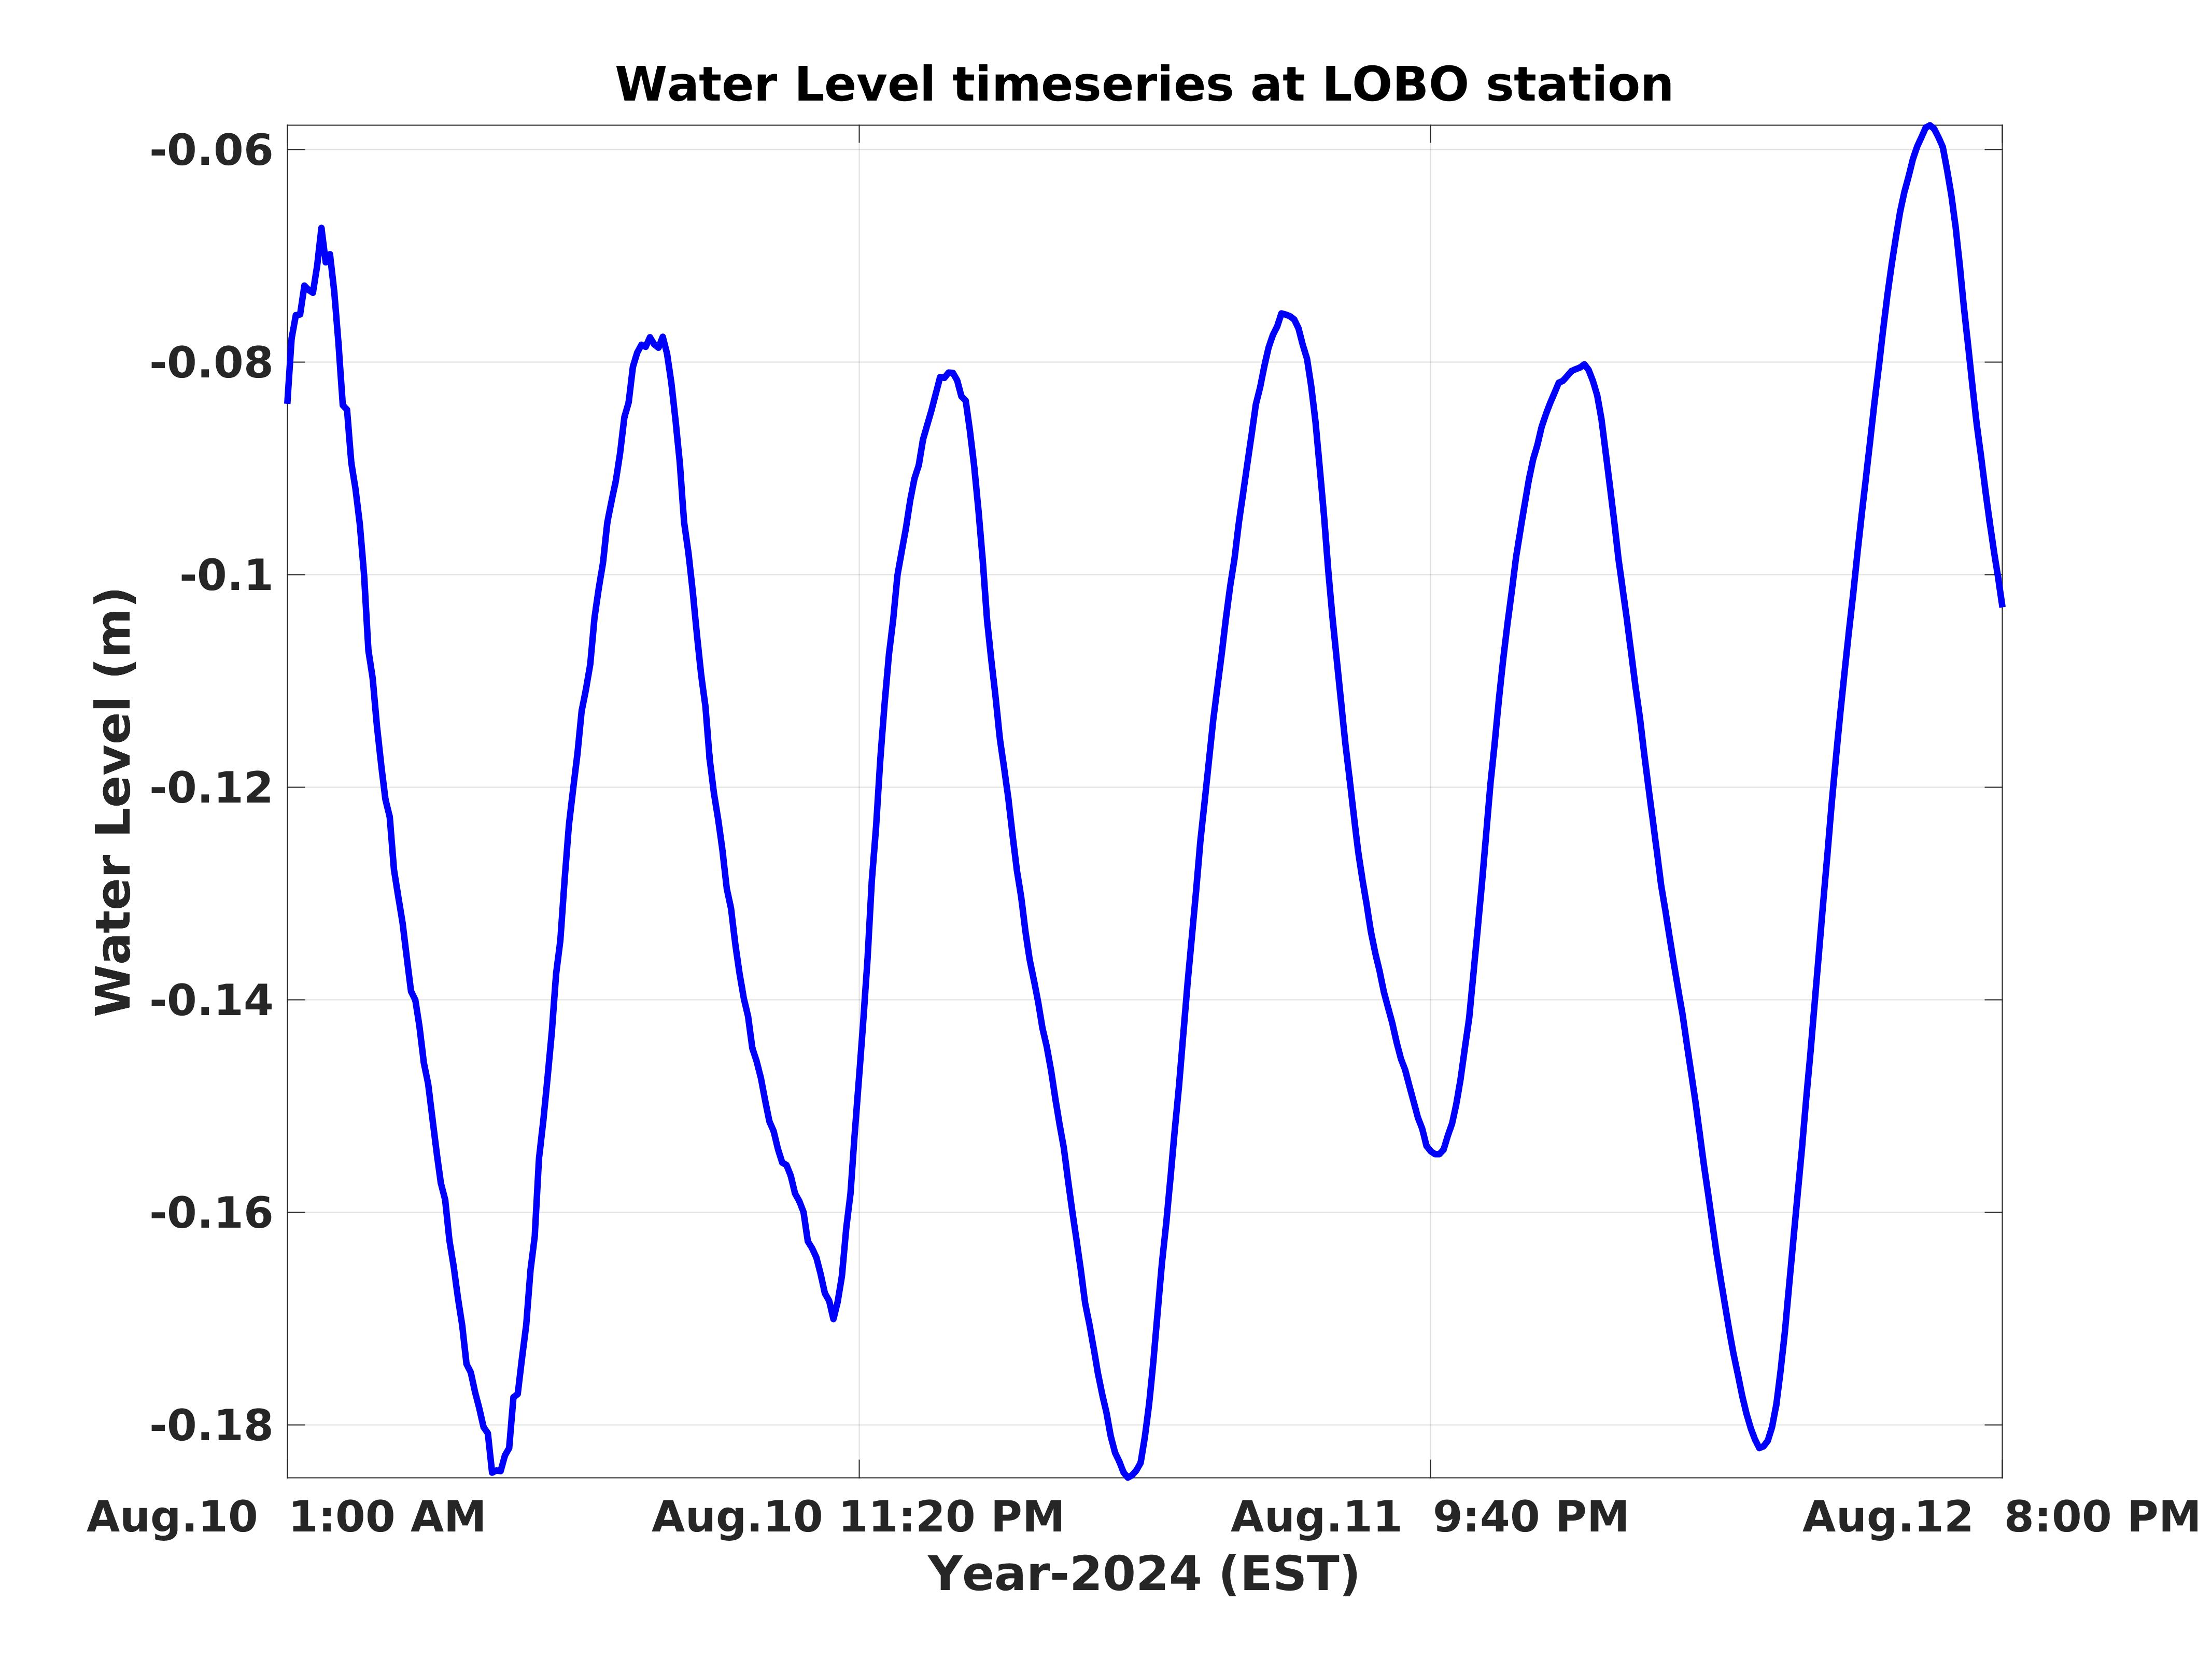 Water Level timeseries at LOBO station
-0.06
-0.08
-0.1
-0.12
-0.14
-0.16
-0.18
Water Level (m)
Aug.10  1:00 AM
Aug.10 11:20 PM
Aug.11  9:40 PM
Aug.12  8:00 PM
Year-2024 (EST)